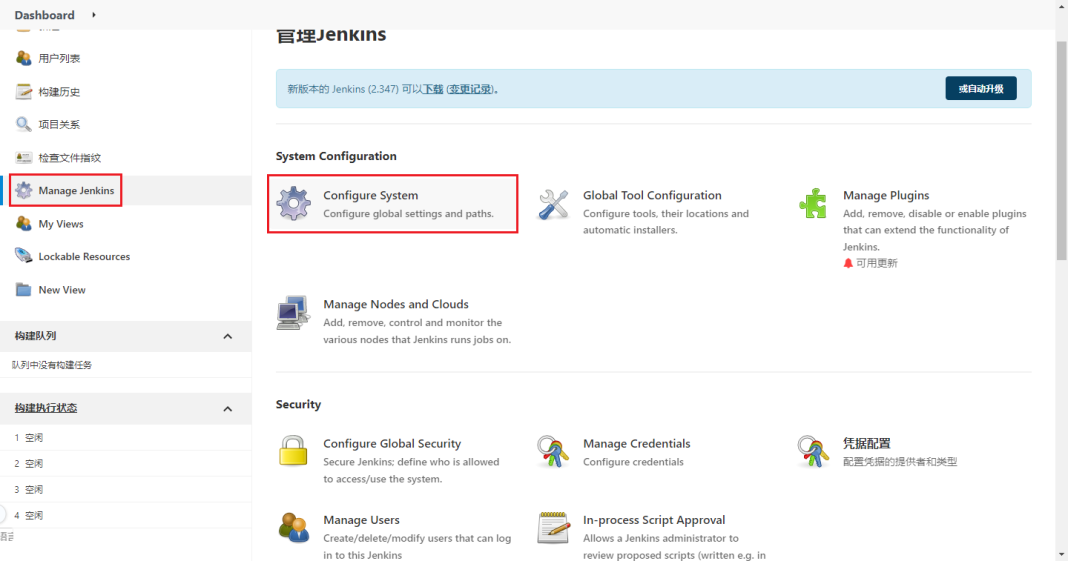 Dashboard
管理Jenkins
用户列表
构建历史
项目关系
检查文件指纹
Manage Jenkins
My Views
Lockable Resources
New View
构建队列
队列中没有构建任务
构建执行状态
1 空闲
2 空闲
3 空闲
4 空闲
新版本的 Jenkins (2.347) 可以下载 (变更记录)。
或自动升级
System Configuration
Configure System
Configure global settings and paths.
Global Tool Configuration
Configure tools, their locations and
automatic installers.
Manage Plugins
Add, remove, disable or enable plugins
that can extend the functionality of
Jenkins.
可用更新
Manage Nodes and Clouds
Add, remove, control and monitor the
various nodes that Jenkins runs jobs on.
Security
Configure Global Security
Secure Jenkins; define who is allowed
to access/use the system.
Manage Credentials
Configure credentials
凭据配置
配置凭据的提供者和类型
Manage Users
Create/delete/modify users that can log
in to this Jenkins
In-process Script Approval
Allows a Jenkins administrator to
review proposed scripts (written e.g. in